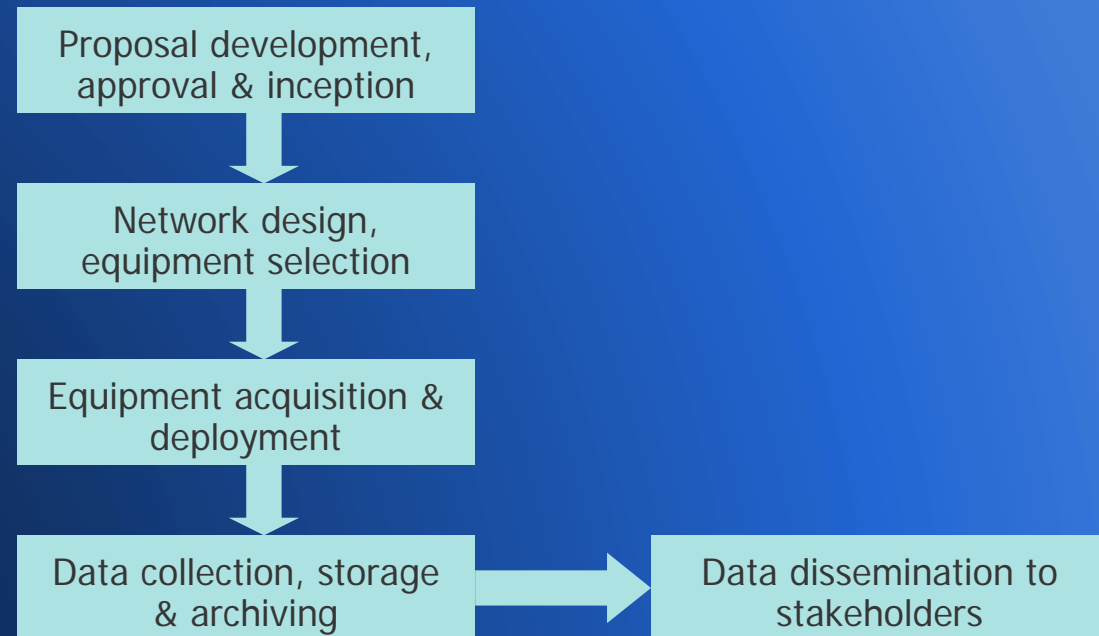 Proposal development,
approval & inception
Network design,
equipment selection
Equipment acquisition &
deployment
Data collection, storage
& archiving
Data dissemination to
stakeholders